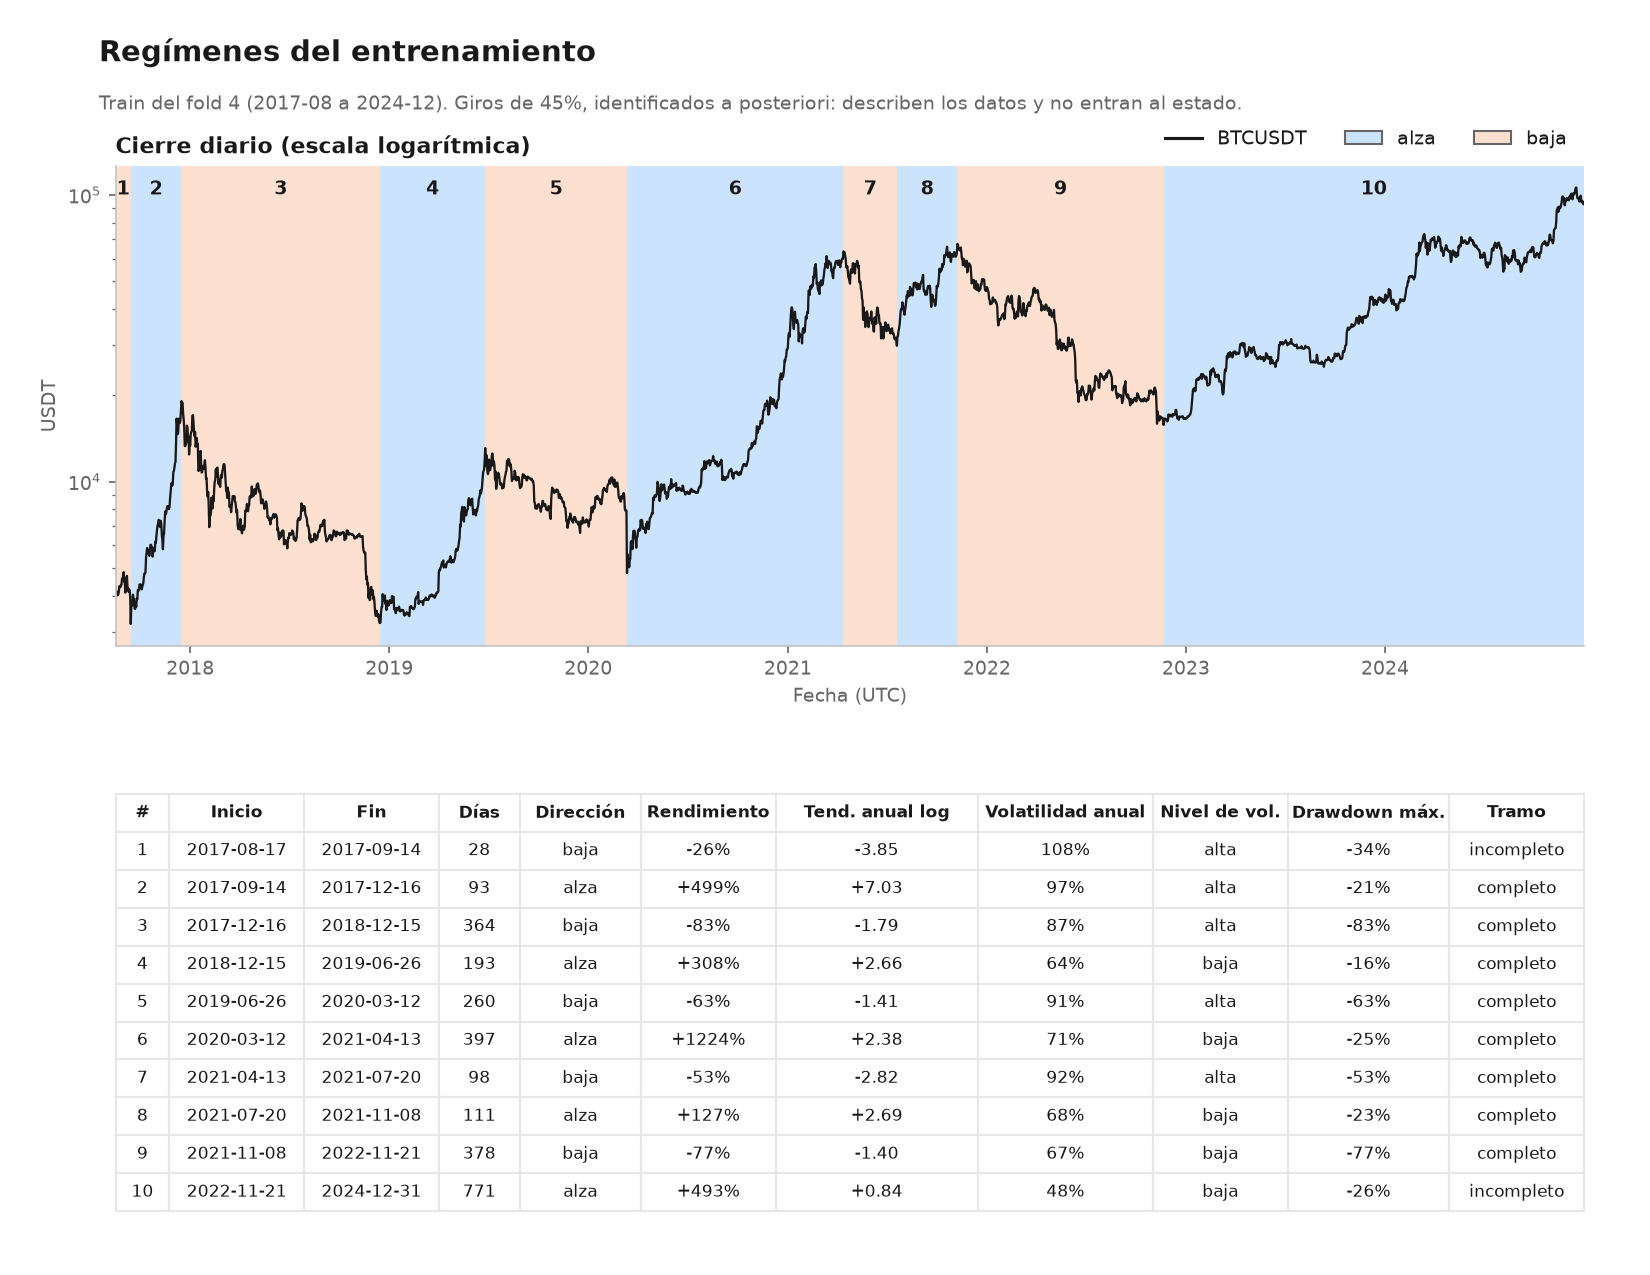 Regímenes del entrenamiento
Train del fold 4 (2017-08 a 2024-12). Giros de 45%, identificados a posteriori: describen los datos y no entran al estado.
Cierre diario (escala logarítmica)
BTCUSDT alza baja
1 2 3 4 5 6 7 8 9 10
10⁵
10⁴
USDT
2018 2019 2020 2021 2022 2023 2024
Fecha (UTC)
# Inicio Fin Días Dirección Rendimiento Tend. anual log Volatilidad anual Nivel de vol. Drawdown máx. Tramo
1 2017-08-17 2017-09-14 28 baja -26% -3.85 108% alta -34% incompleto
2 2017-09-14 2017-12-16 93 alza +499% +7.03 97% alta -21% completo
3 2017-12-16 2018-12-15 364 baja -83% -1.79 87% alta -83% completo
4 2018-12-15 2019-06-26 193 alza +308% +2.66 64% baja -16% completo
5 2019-06-26 2020-03-12 260 baja -63% -1.41 91% alta -63% completo
6 2020-03-12 2021-04-13 397 alza +1224% +2.38 71% baja -25% completo
7 2021-04-13 2021-07-20 98 baja -53% -2.82 92% alta -53% completo
8 2021-07-20 2021-11-08 111 alza +127% +2.69 68% baja -23% completo
9 2021-11-08 2022-11-21 378 baja -77% -1.40 67% baja -77% completo
10 2022-11-21 2024-12-31 771 alza +493% +0.84 48% baja -26% incompleto